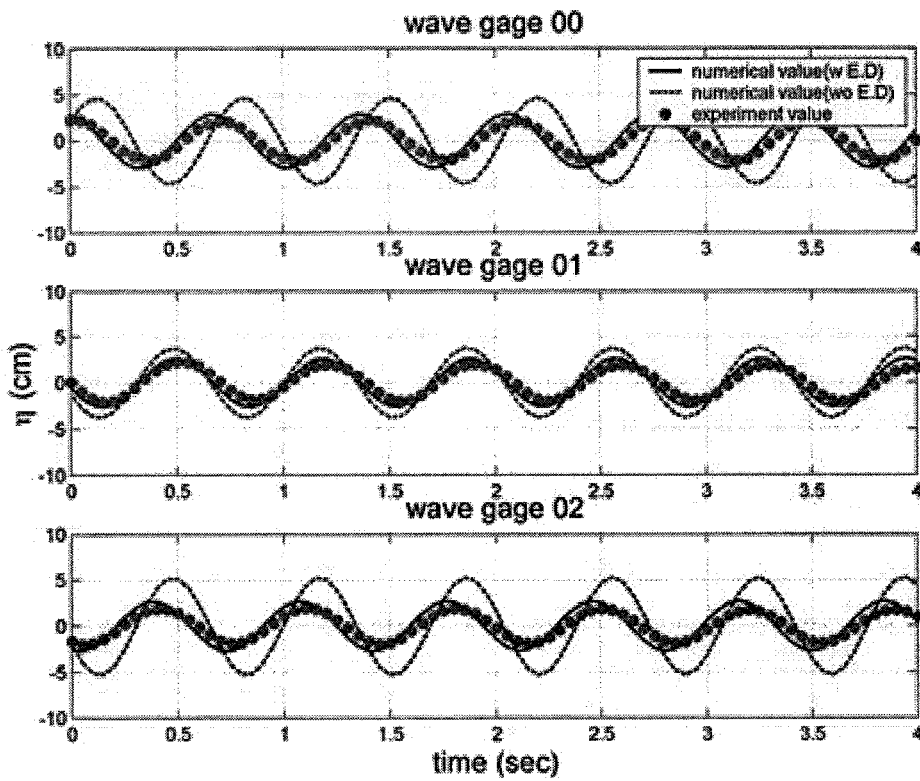 wave gage 00
10
5
0
-5
-10
numerical value(w E.D)
numerical value(wo E.D)
experiment value
0 0.5 1 1.5 2 2.5 3 3.5 4
wave gage 01
10
5
0
-5
-10
η (cm)
0 0.5 1 1.5 2 2.5 3 3.5 4
wave gage 02
10
5
0
-5
-10
0 0.5 1 1.5 2 2.5 3 3.5 4
time (sec)